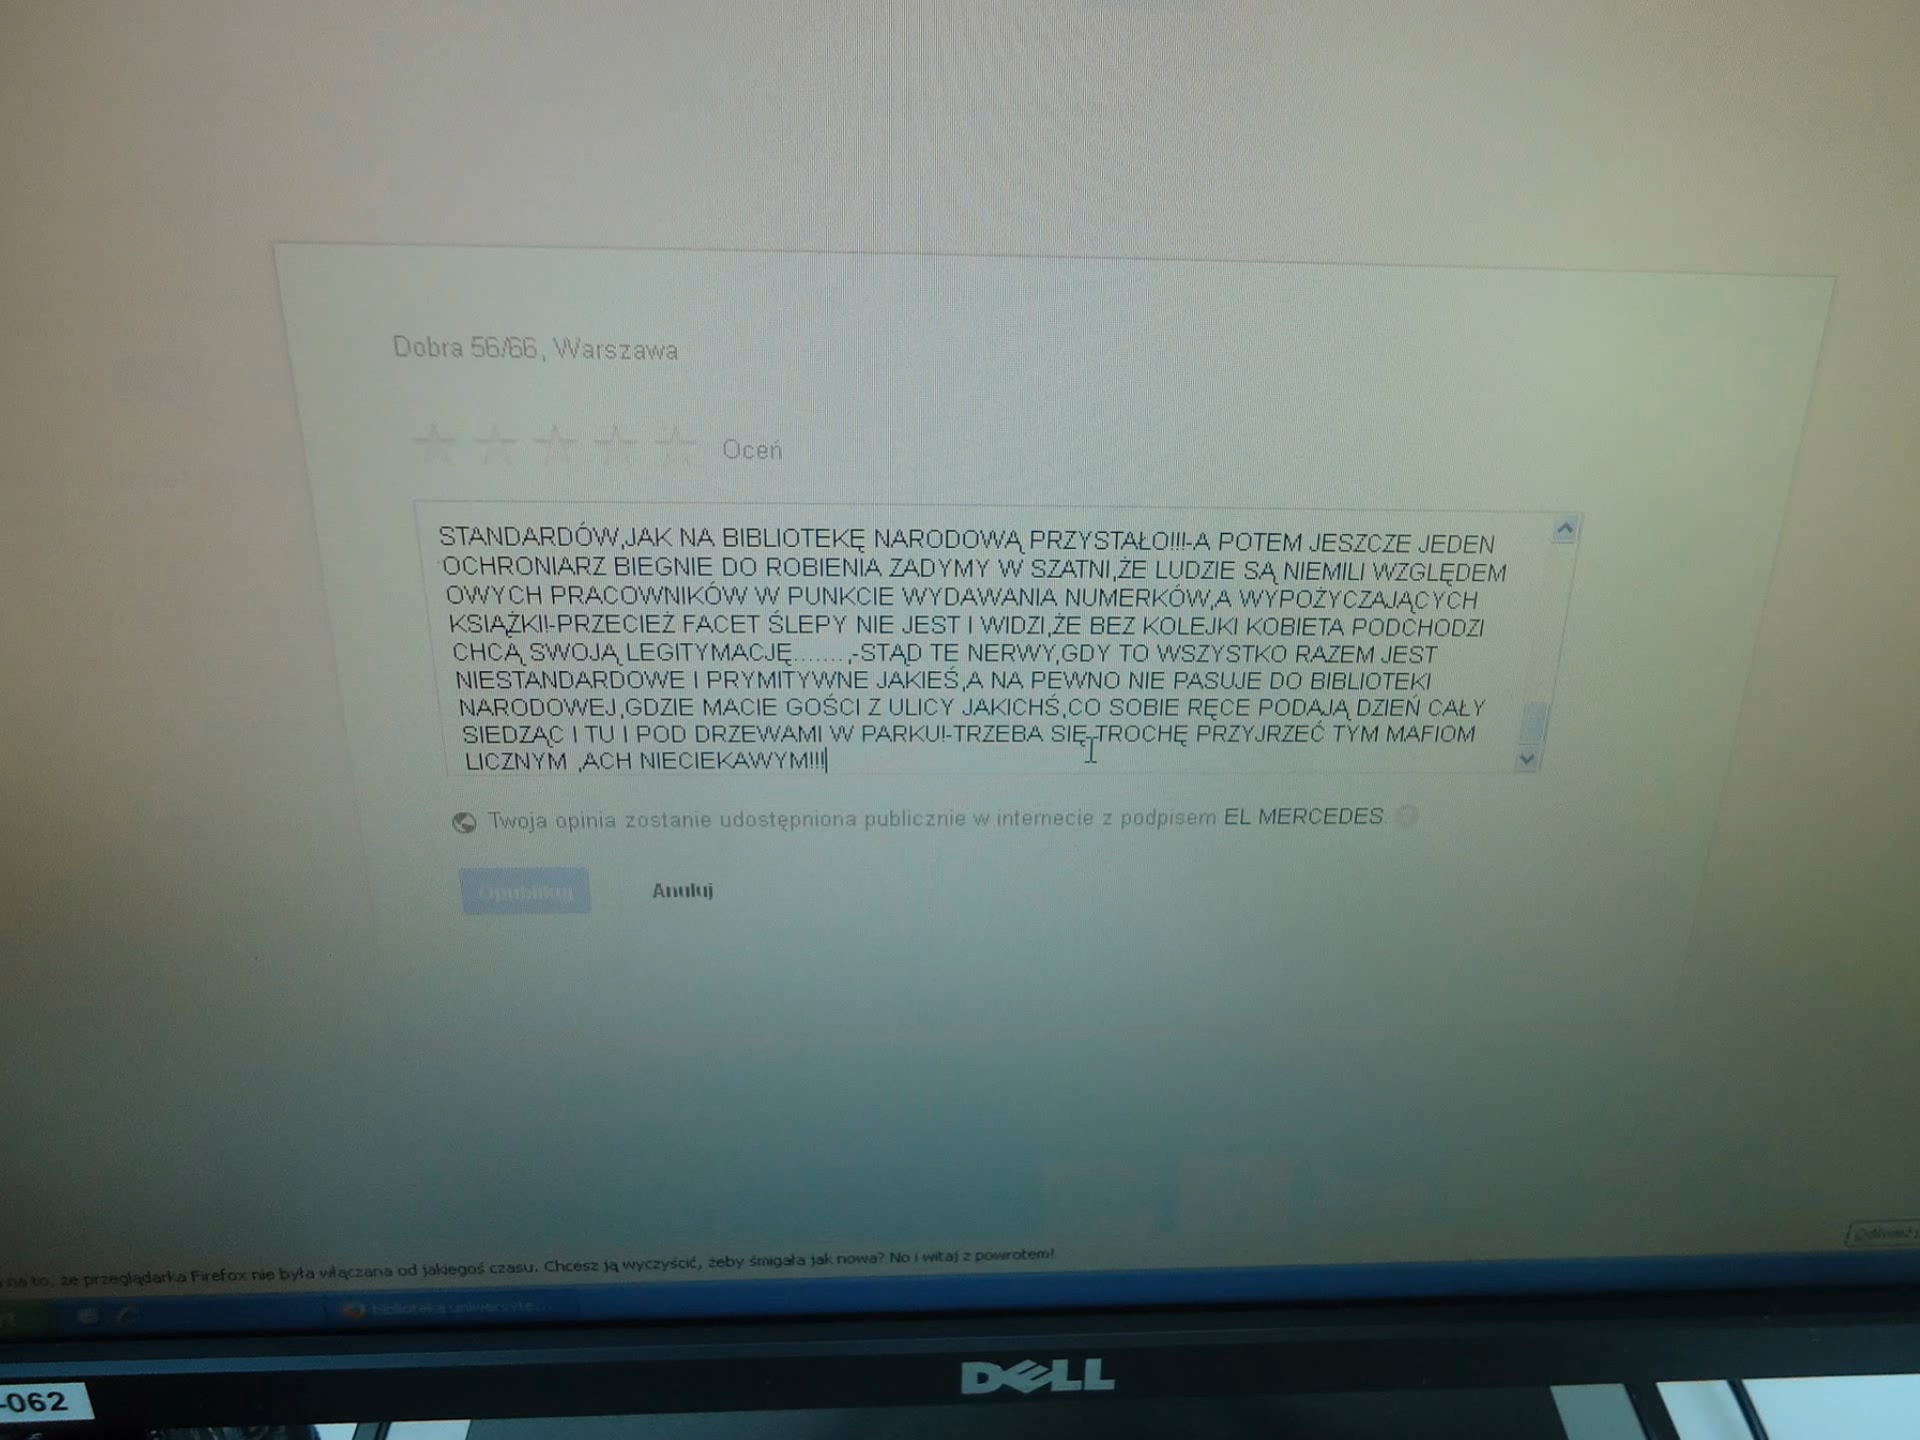 Dobra 56/66, Warszawa
Oceń
STANDARDÓW,JAK NA BIBLIOTEKĘ NARODOWĄ PRZYSTAŁO!!!-A POTEM JESZCZE JEDEN
OCHRONIARZ BIEGNIE DO ROBIENIA ZADYMY W SZATNI,ŻE LUDZIE SĄ NIEMILI WZGLĘDEM
OWYCH PRACOWNIKÓW W PUNKCIE WYDAWANIA NUMERKÓW,A WYPOŻYCZAJĄCYCH
KSIĄŻKI!-PRZECIEŻ FACET ŚLEPY NIE JEST I WIDZI,ŻE BEZ KOLEJKI KOBIETA PODCHODZI
CHCĄ SWOJĄ LEGITYMACJĘ.......,-STĄD TE NERWY,GDY TO WSZYSTKO RAZEM JEST
NIESTANDARDOWE I PRYMITYWNE JAKIEŚ,A NA PEWNO NIE PASUJE DO BIBLIOTEKI
NARODOWEJ,GDZIE MACIE GOŚCI Z ULICY JAKICHŚ,CO SOBIE RĘCE PODAJĄ DZIEŃ CAŁY
SIEDZĄC I TU I POD DRZEWAMI W PARKU!-TRZEBA SIĘ TROCHĘ PRZYJRZEĆ TYM MAFIOM
LICZNYM ,ACH NIECIEKAWYM!!!
Twoja opinia zostanie udostępniona publicznie w internecie z podpisem EL MERCEDES.
Opublikuj
Anuluj
na to, że przeglądarka Firefox nie była włączana od jakiegoś czasu. Chcesz ją wyczyścić, żeby śmigała jak nowa? No i witaj z powrotem!
biblioteka uniwersyte...
DELL
-062